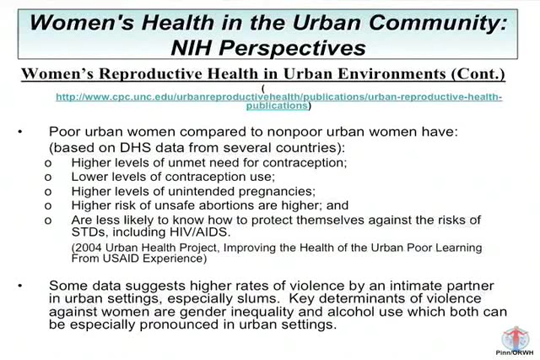 Women's Health in the Urban Community:
NIH Perspectives
Women's Reproductive Health in Urban Environments (Cont.)
(
http://www.cpc.unc.edu/urbanreproductivehealth/publications/urban-reproductive-health-
publications)
• Poor urban women compared to nonpoor urban women have:
(based on DHS data from several countries):
o Higher levels of unmet need for contraception;
o Lower levels of contraception use;
o Higher levels of unintended pregnancies;
o Higher risk of unsafe abortions are higher; and
o Are less likely to know how to protect themselves against the risks of
STDs, including HIV/AIDS.
(2004 Urban Health Project, Improving the Health of the Urban Poor Learning
From USAID Experience)
• Some data suggests higher rates of violence by an intimate partner
in urban settings, especially slums. Key determinants of violence
against women are gender inequality and alcohol use which both can
be especially pronounced in urban settings.
Pinn/ORWH